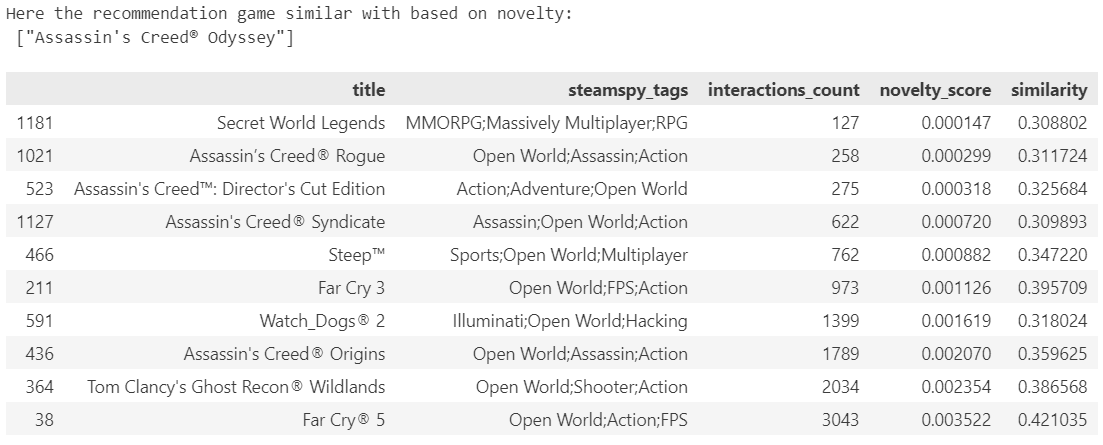 Here the recommendation game similar with based on novelty:
["Assassin's Creed® Odyssey"]
title steamspy_tags interactions_count novelty_score similarity
1181 Secret World Legends MMORPG;Massively Multiplayer;RPG 127 0.000147 0.308802
1021 Assassin’s Creed® Rogue Open World;Assassin;Action 258 0.000299 0.311724
523 Assassin's Creed™: Director's Cut Edition Action;Adventure;Open World 275 0.000318 0.325684
1127 Assassin's Creed® Syndicate Assassin;Open World;Action 622 0.000720 0.309893
466 Steep™ Sports;Open World;Multiplayer 762 0.000882 0.347220
211 Far Cry 3 Open World;FPS;Action 973 0.001126 0.395709
591 Watch_Dogs® 2 Illuminati;Open World;Hacking 1399 0.001619 0.318024
436 Assassin's Creed® Origins Open World;Assassin;Action 1789 0.002070 0.359625
364 Tom Clancy's Ghost Recon® Wildlands Open World;Shooter;Action 2034 0.002354 0.386568
38 Far Cry® 5 Open World;Action;FPS 3043 0.003522 0.421035